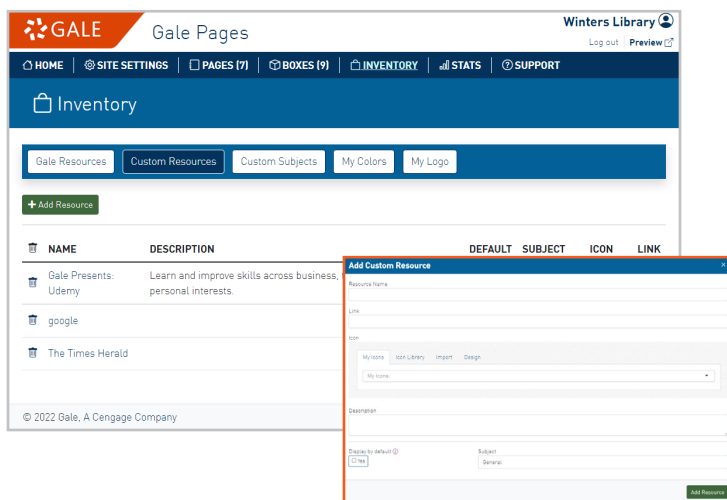 GALE Gale Pages
Winters Library
Log out Preview
HOME SITE SETTINGS PAGES (7) BOXES (9) INVENTORY STATS SUPPORT
Inventory
Gale Resources Custom Resources Custom Subjects My Colors My Logo
+ Add Resource
NAME DESCRIPTION DEFAULT SUBJECT ICON LINK
Gale Presents: Learn and improve skills across business,
Udemy personal interests.
google
The Times Herald
© 2022 Gale, A Cengage Company
Add Custom Resource ×
Resource Name
Link
Icon
My Icons Icon Library Import Design
My Icons
Description
Display by default Subject
Yes General
Add Resource